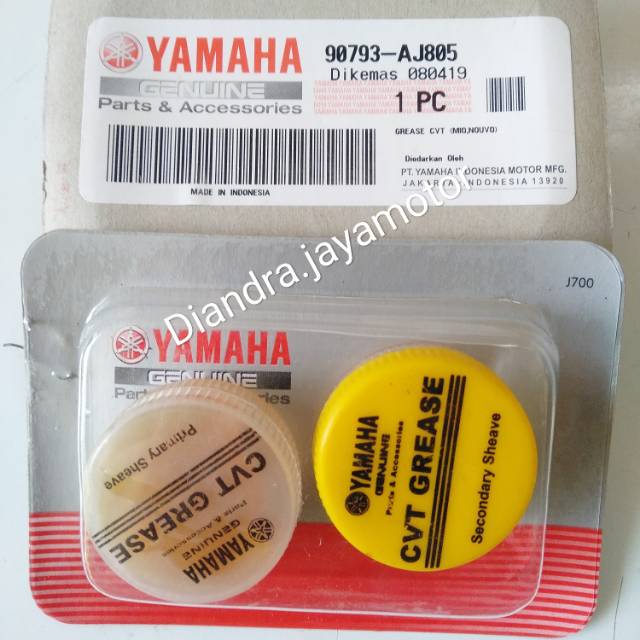 YAMAHA
GENUINE
Parts & Accessories
90793-AJ805
Dikemas 080419
1 PC
GREASE CVT (MIO,NOUVO)
Diedarkan Oleh
PT. YAMAHA INDONESIA MOTOR MFG.
JAKARTA INDONESIA 13920
MADE IN INDONESIA
Diandra.jayamotor
J700
YAMAHA
GENUINE
Parts & Accessories
Primary Sheave
CVT GREASE
Parts & Accessories
GENUINE
YAMAHA
YAMAHA
GENUINE
Parts & Accessories
CVT GREASE
Secondary Sheave